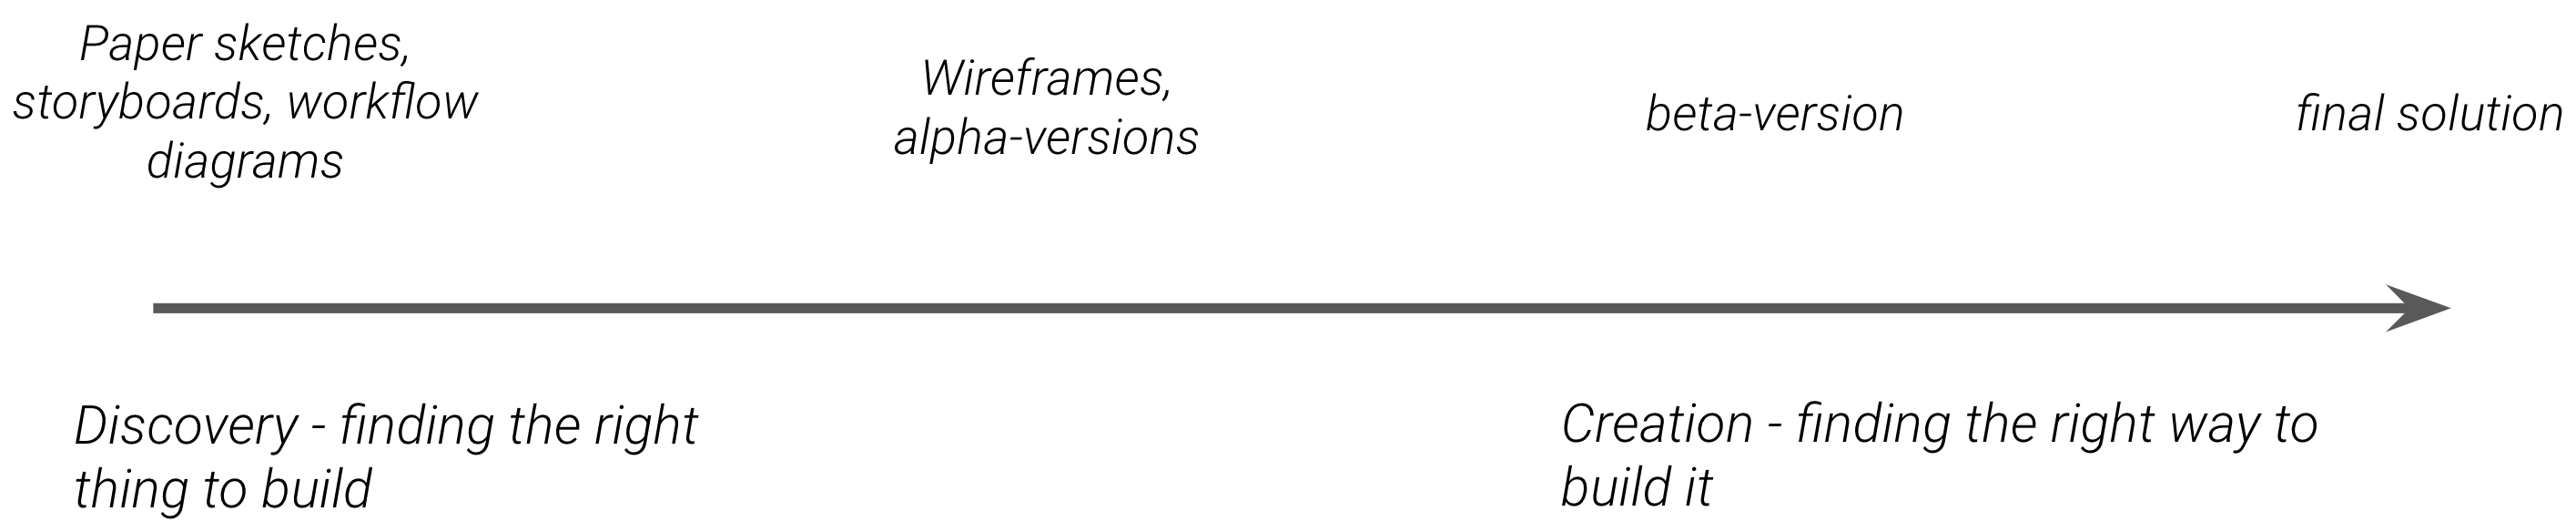 Paper sketches,
storyboards, workflow
diagrams
Wireframes,
alpha-versions
beta-version
final solution
Discovery - finding the right
thing to build
Creation - finding the right way to
build it